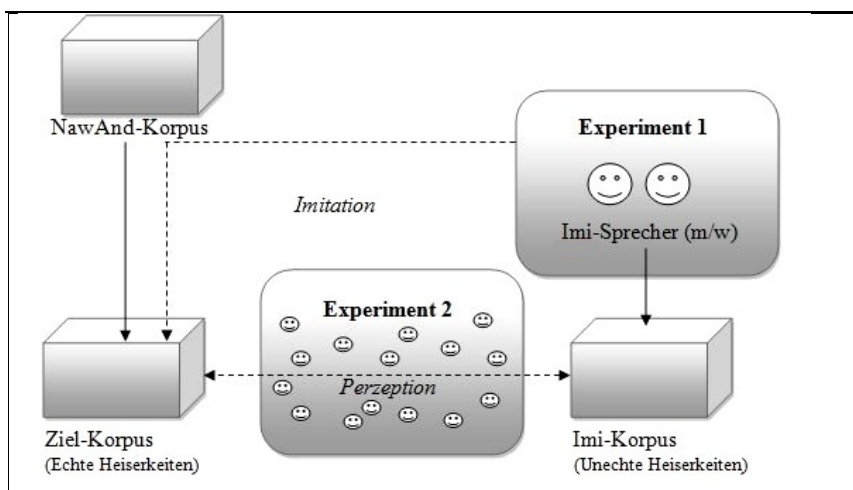 NawAnd-Korpus
Experiment 1
Imitation
Imi-Sprecher (m/w)
Experiment 2
Perzeption
Ziel-Korpus
(Echte Heiserkeiten)
Imi-Korpus
(Unechte Heiserkeiten)